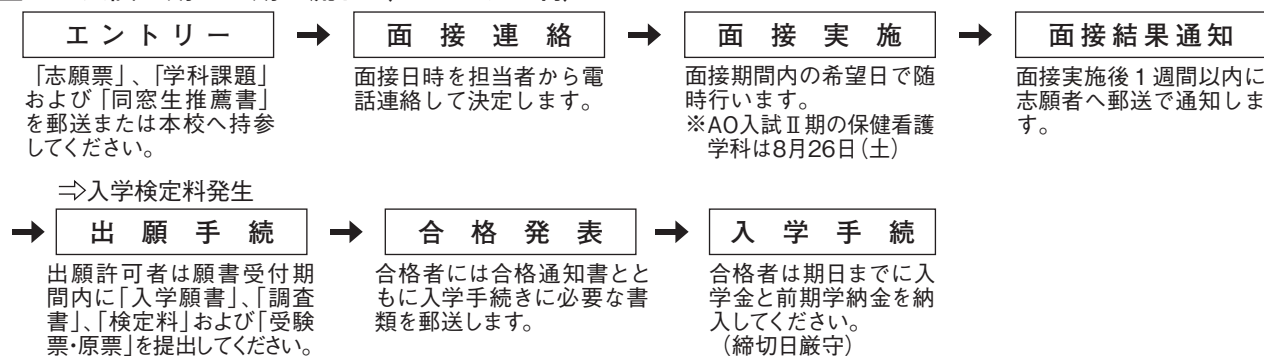 エントリー
「志願票」、「学科課題」
および「同窓生推薦書」
を郵送または本校へ持参
してください。
面接連絡
面接日時を担当者から電
話連絡して決定します。
面接実施
面接期間内の希望日で随
時行います。
※AO入試Ⅱ期の保健看護
学科は8月26日(土)
面接結果通知
面接実施後1週間以内に
志願者へ郵送で通知しま
す。
⇒入学検定料発生
出願手続
出願許可者は願書受付期
間内に「入学願書」、「調査
書」、「検定料」および「受験
票・原票」を提出してください。
合格発表
合格者には合格通知書とと
もに入学手続きに必要な書
類を郵送します。
入学手続
合格者は期日までに入
学金と前期学納金を納
入してください。
(締切日厳守)